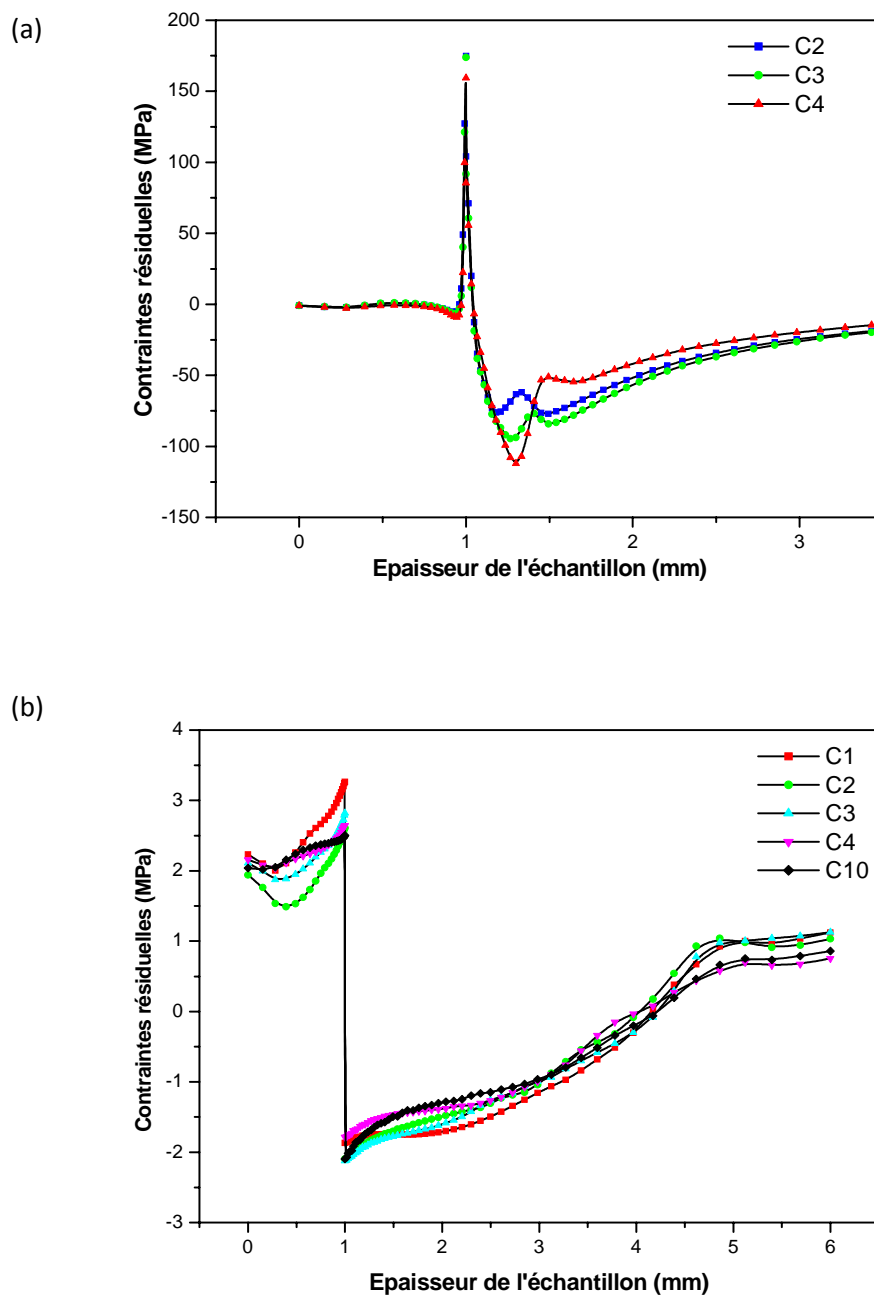 (a)
200
150
100
50
0
-50
-100
-150
0
1
2
3
Contraintes résiduelles (MPa)
Epaisseur de l'échantillon (mm)
C2
C3
C4
(b)
4
3
2
1
0
-1
-2
-3
0
1
2
3
4
5
6
Contraintes résiduelles (MPa)
Epaisseur de l'échantillon (mm)
C1
C2
C3
C4
C10